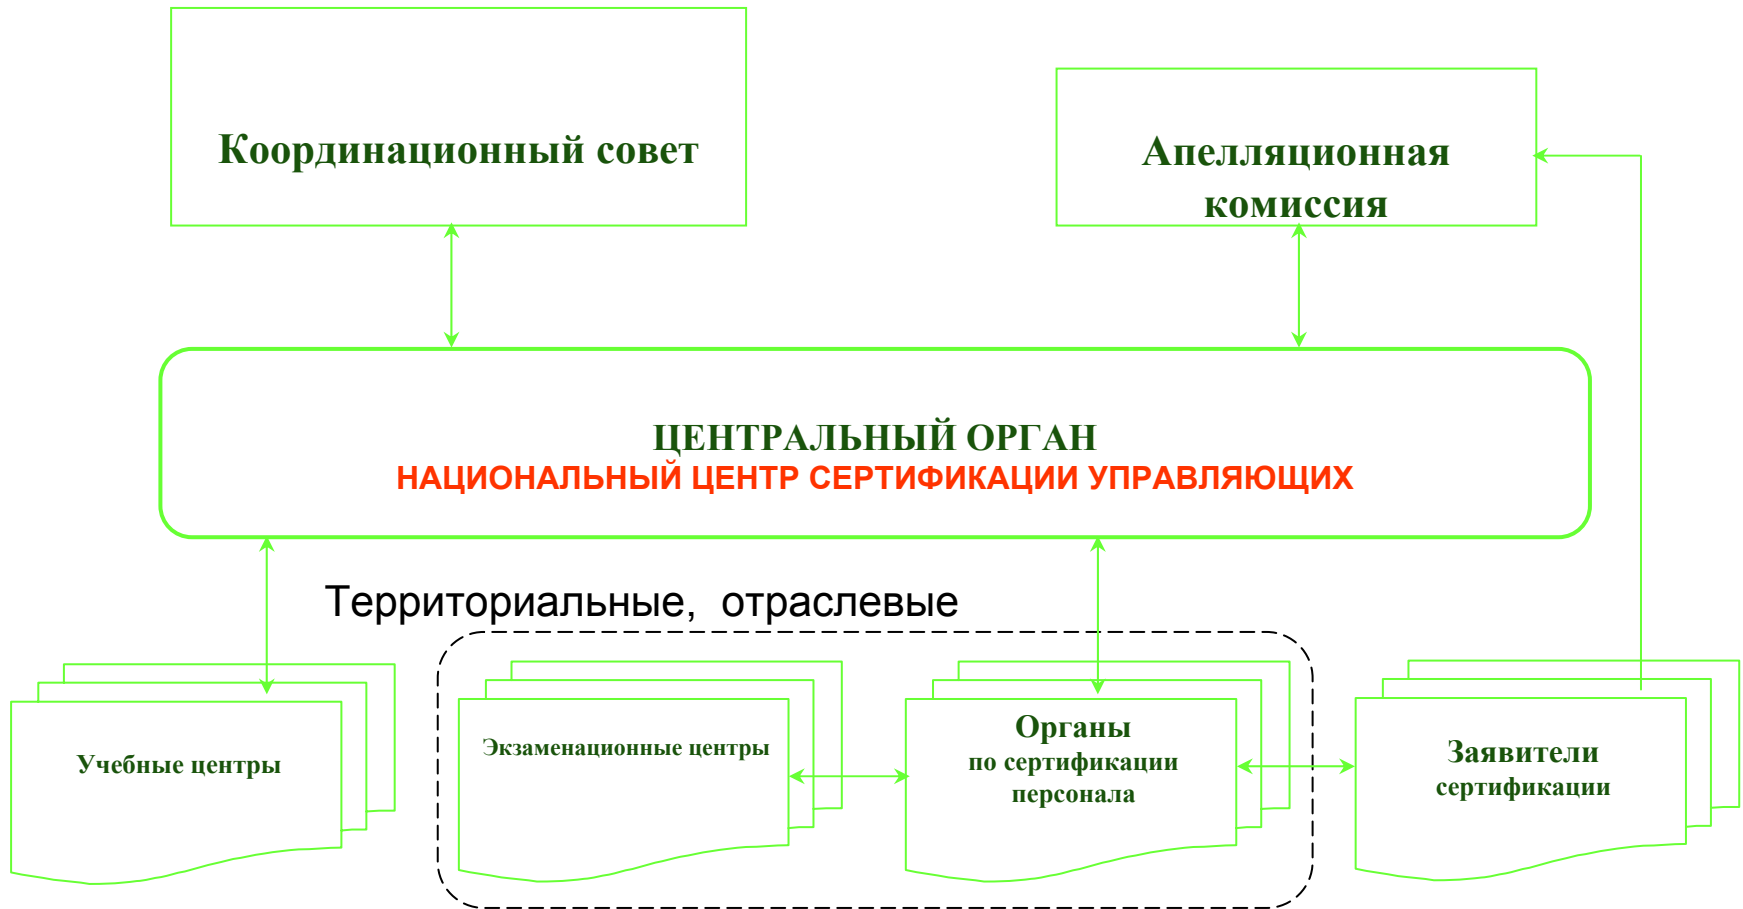 Координационный совет
Апелляционная
комиссия
ЦЕНТРАЛЬНЫЙ ОРГАН
НАЦИОНАЛЬНЫЙ ЦЕНТР СЕРТИФИКАЦИИ УПРАВЛЯЮЩИХ
Территориальные, отраслевые
Учебные центры
Экзаменационные центры
Органы
по сертификации
персонала
Заявители
сертификации